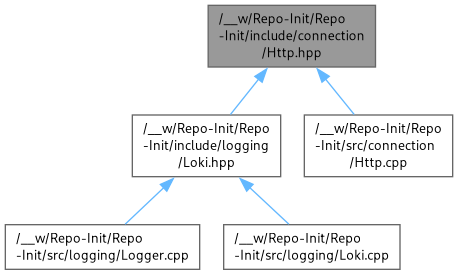 /__w/Repo-Init/Repo
-Init/include/connection
/Http.hpp
/__w/Repo-Init/Repo
-Init/include/logging
/Loki.hpp
/__w/Repo-Init/Repo
-Init/src/connection
/Http.cpp
/__w/Repo-Init/Repo
-Init/src/logging/Logger.cpp
/__w/Repo-Init/Repo
-Init/src/logging/Loki.cpp